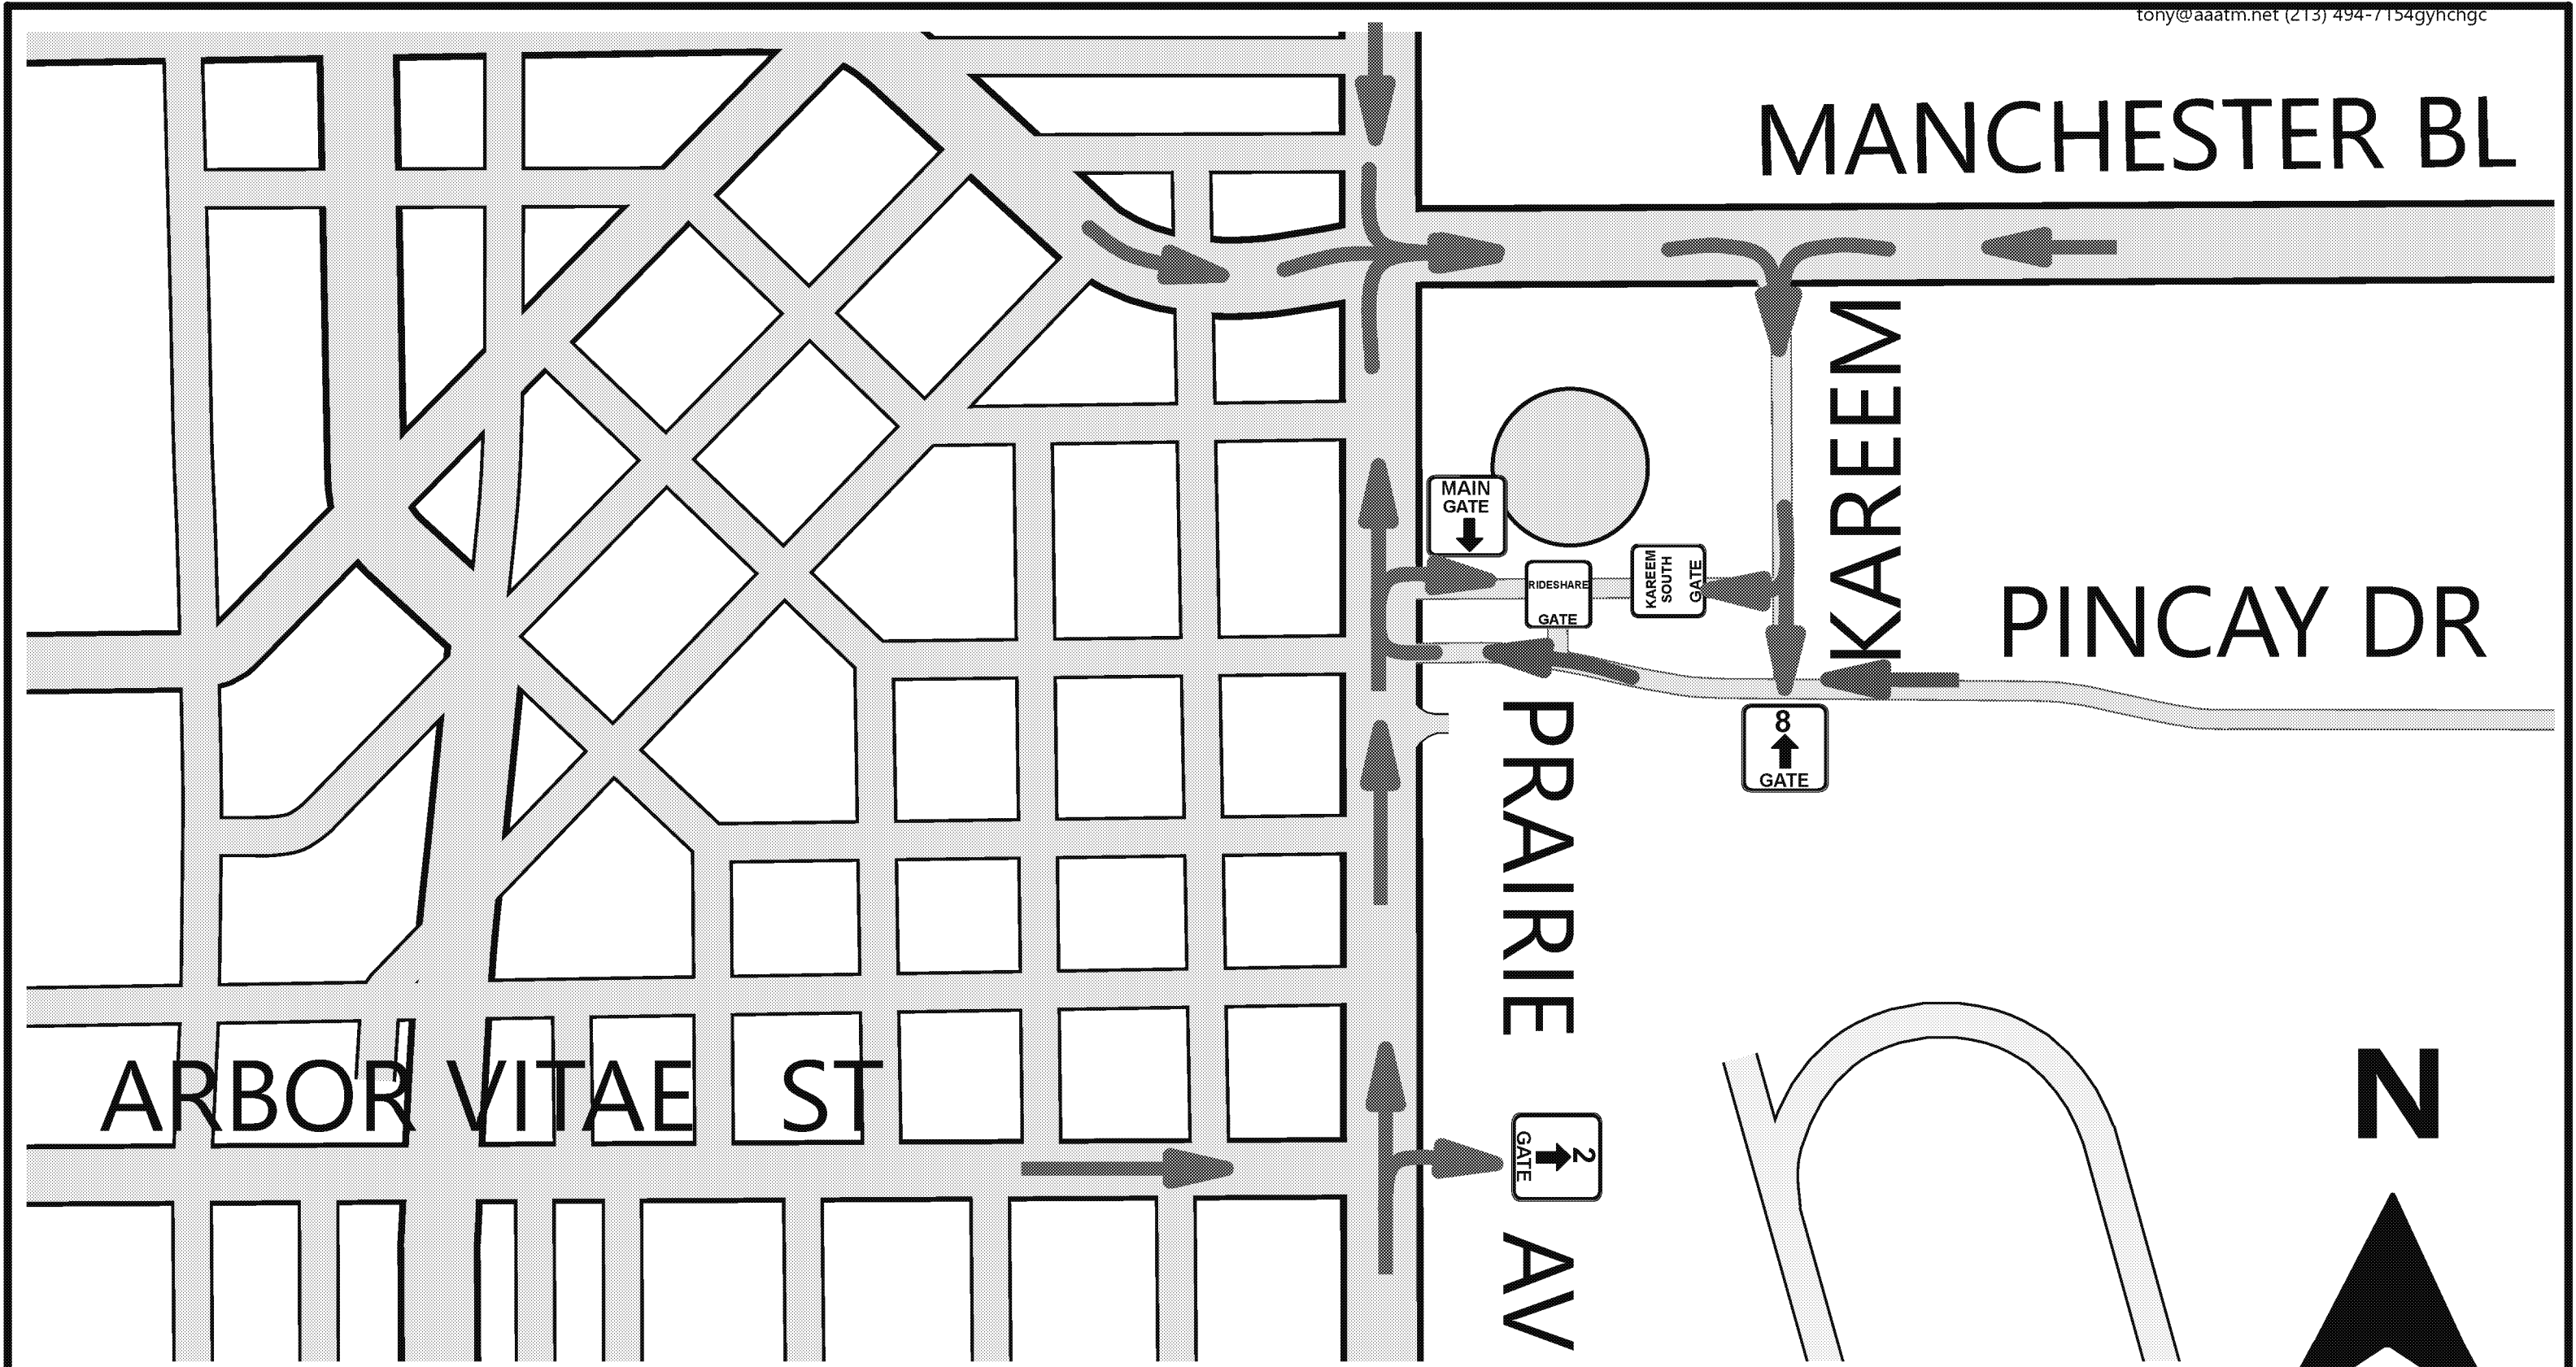 tony@aaatm.net (213) 494-7154gyhchgc
MANCHESTER BL
KAREEM
MAIN
GATE
RIDESHARE
GATE
KAREEM
SOUTH
GATE
PINCAY DR
8
GATE
PRAIRIE AV
ARBOR VITAE ST
2
GATE
N